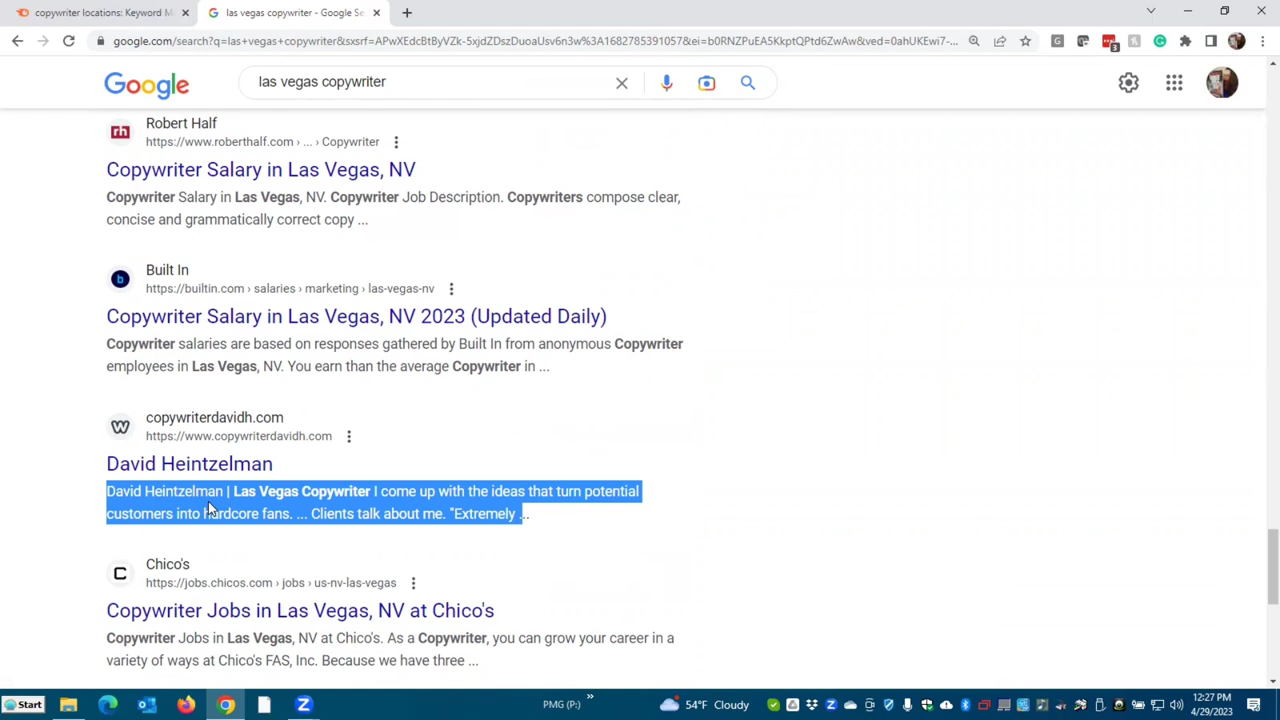 copywriter locations: Keyword M
las vegas copywriter - Google Se
google.com/search?q=las+vegas+copywriter&sxsrf=APwXEdcBtByVZk-5xjdZDszDuoaUsv6n3w%3A1682785391057&ei=b0RNZPuEA5KkptQPtd6ZwAw&ved=0ahUKEwi7-...
3
Google
las vegas copywriter
Robert Half
https://www.roberthalf.com › ... › Copywriter
Copywriter Salary in Las Vegas, NV
Copywriter Salary in Las Vegas, NV. Copywriter Job Description. Copywriters compose clear,
concise and grammatically correct copy ...
Built In
https://builtin.com › salaries › marketing › las-vegas-nv
Copywriter Salary in Las Vegas, NV 2023 (Updated Daily)
Copywriter salaries are based on responses gathered by Built In from anonymous Copywriter
employees in Las Vegas, NV. You earn than the average Copywriter in ...
copywriterdavidh.com
https://www.copywriterdavidh.com
David Heintzelman
David Heintzelman | Las Vegas Copywriter I come up with the ideas that turn potential
customers into hardcore fans. ... Clients talk about me. "Extremely ...
Chico's
https://jobs.chicos.com › jobs › us-nv-las-vegas
Copywriter Jobs in Las Vegas, NV at Chico's
Copywriter Jobs in Las Vegas, NV at Chico's. As a Copywriter, you can grow your career in a
variety of ways at Chico's FAS, Inc. Because we have three ...
Start
PMG (P:)
»
54°F Cloudy
12:27 PM
4/29/2023